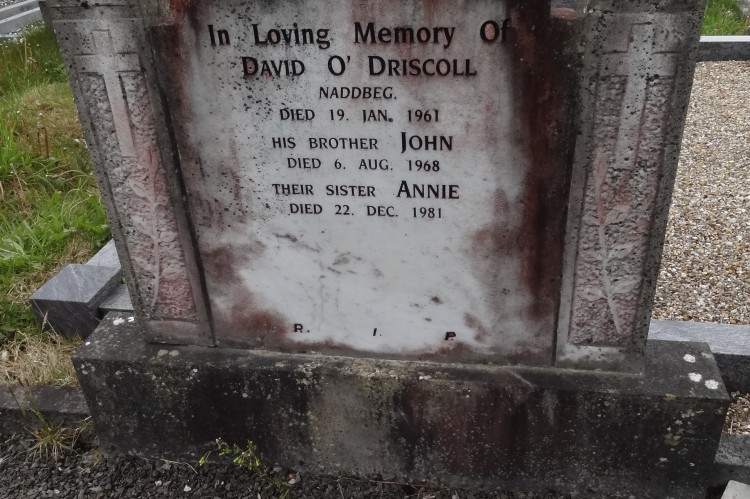 In Loving Memory Of
DAVID O' DRISCOLL
NADDBEG.
DIED 19. JAN. 1961
HIS BROTHER JOHN
DIED 6. AUG. 1968
THEIR SISTER ANNIE
DIED 22. DEC. 1981
R. I. P.